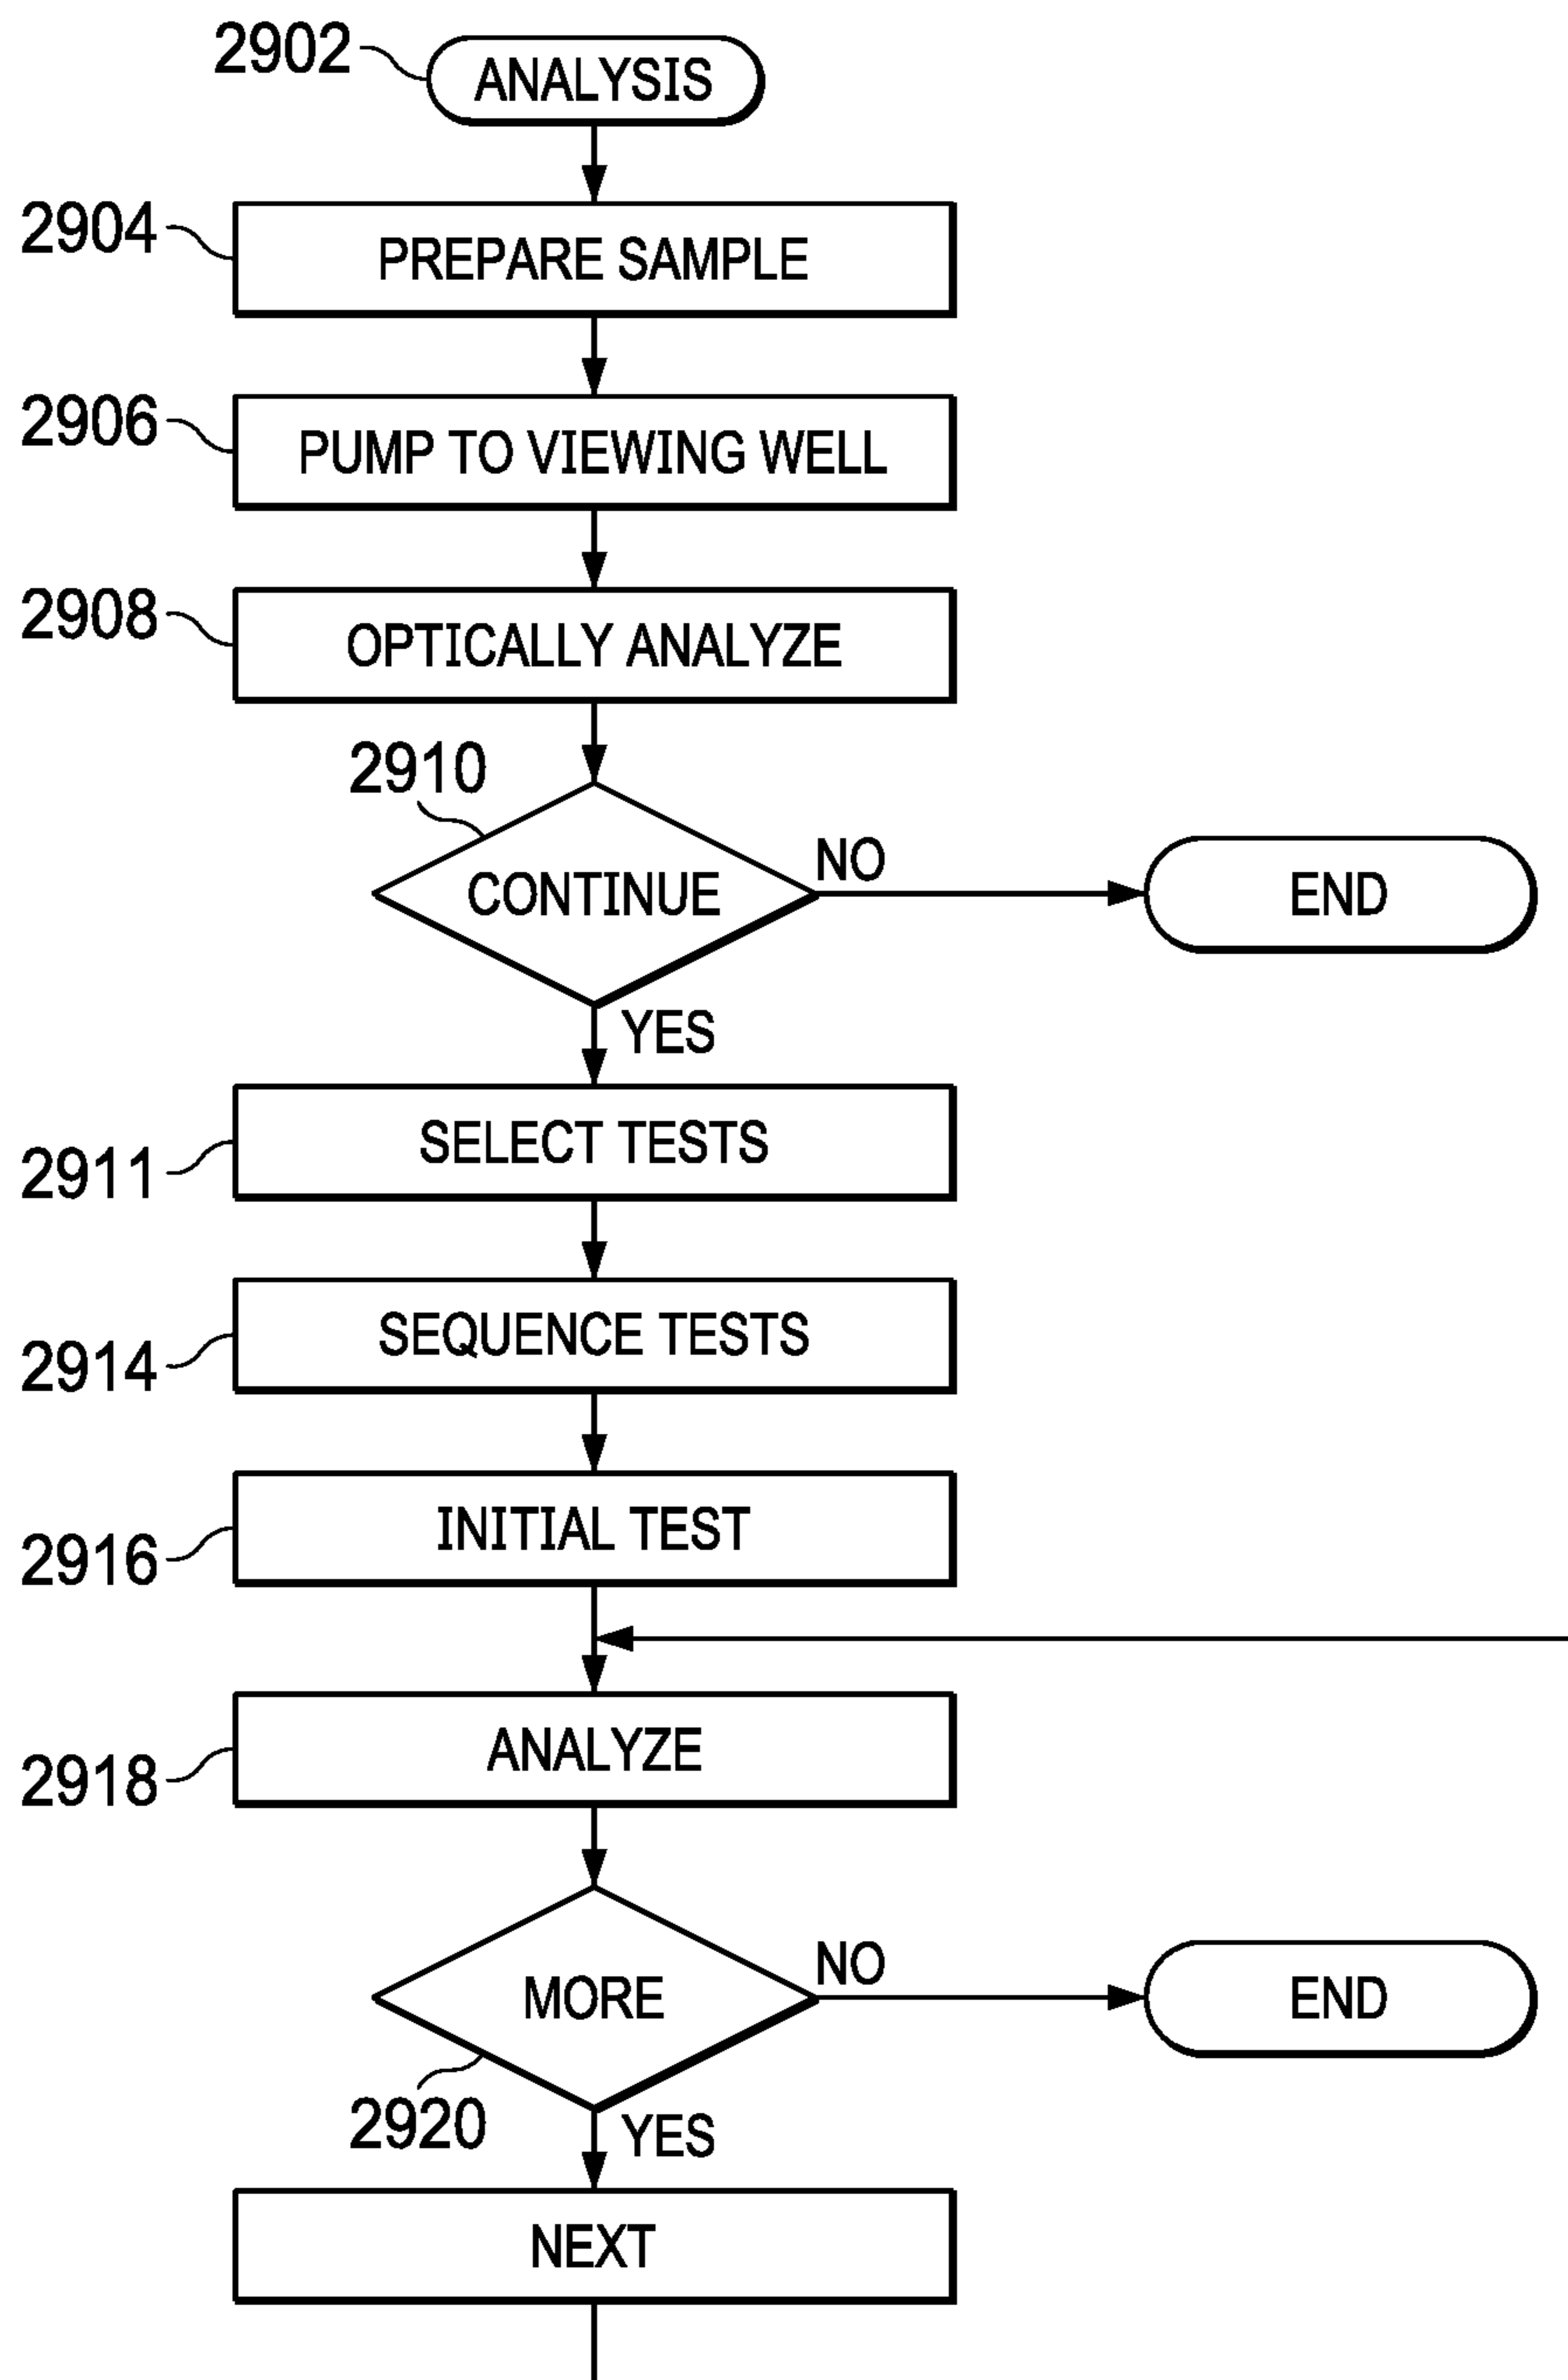 2902
ANALYSIS
2904
PREPARE SAMPLE
2906
PUMP TO VIEWING WELL
2908
OPTICALLY ANALYZE
2910
CONTINUE
NO
END
YES
2911
SELECT TESTS
2914
SEQUENCE TESTS
2916
INITIAL TEST
2918
ANALYZE
MORE
NO
END
2920
YES
NEXT